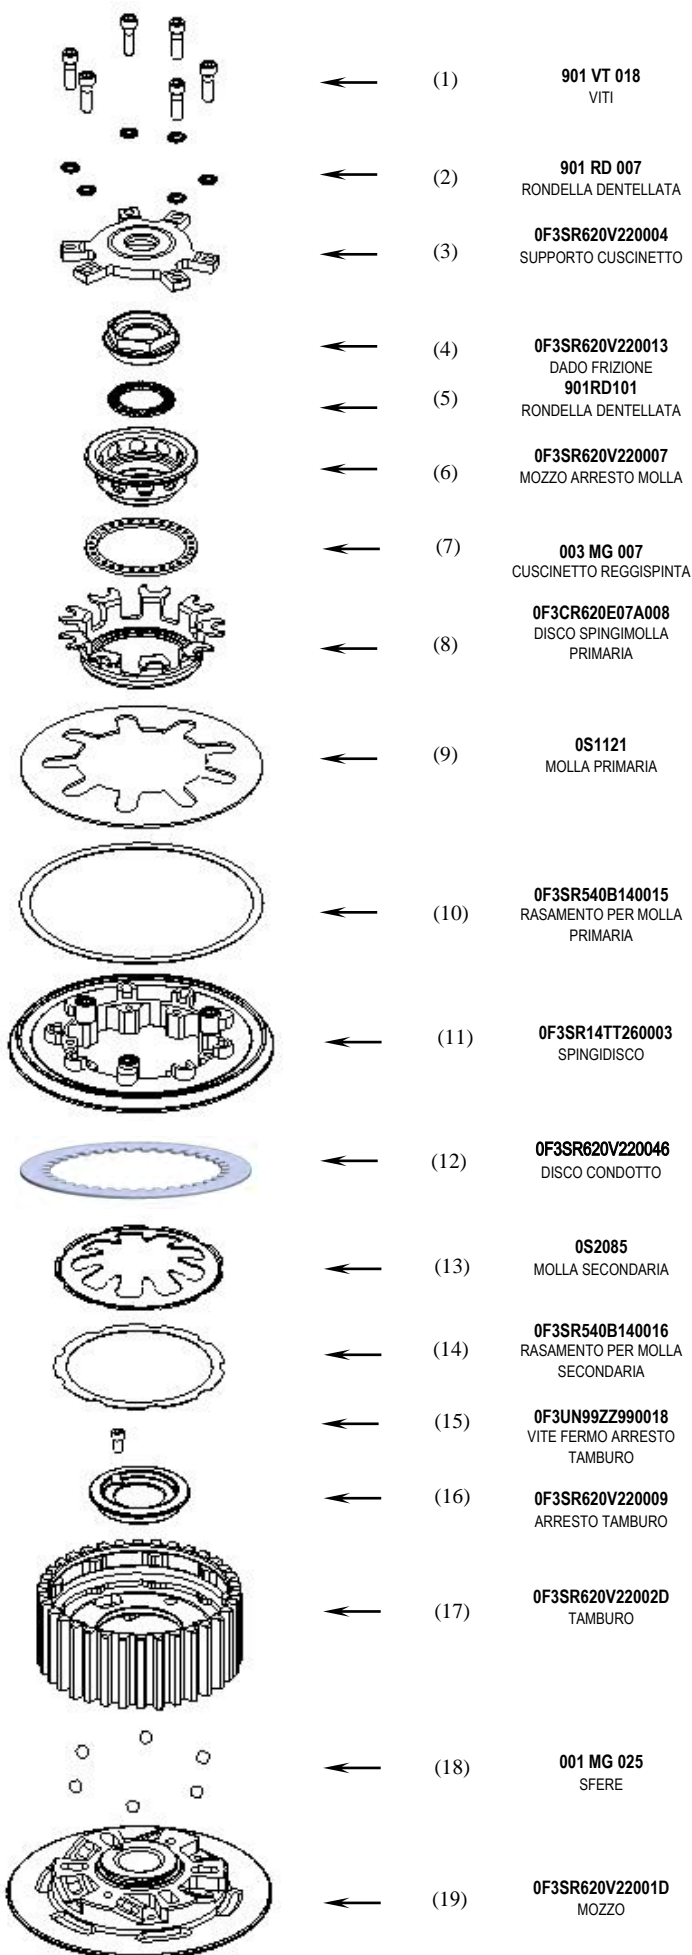 (1)
901 VT 018
VITI
(2)
901 RD 007
RONDELLA DENTELLATA
(3)
0F3SR620V220004
SUPPORTO CUSCINETTO
(4)
0F3SR620V220013
DADO FRIZIONE
(5)
901RD101
RONDELLA DENTELLATA
(6)
0F3SR620V220007
MOZZO ARRESTO MOLLA
(7)
003 MG 007
CUSCINETTO REGGISPINTA
(8)
0F3CR620E07A008
DISCO SPINGIMOLLA
PRIMARIA
(9)
0S1121
MOLLA PRIMARIA
(10)
0F3SR540B140015
RASAMENTO PER MOLLA
PRIMARIA
(11)
0F3SR14TT260003
SPINGIDISCO
(12)
0F3SR620V220046
DISCO CONDOTTO
(13)
0S2085
MOLLA SECONDARIA
(14)
0F3SR540B140016
RASAMENTO PER MOLLA
SECONDARIA
(15)
0F3UN99ZZ990018
VITE FERMO ARRESTO
TAMBURO
(16)
0F3SR620V220009
ARRESTO TAMBURO
(17)
0F3SR620V22002D
TAMBURO
(18)
001 MG 025
SFERE
(19)
0F3SR620V22001D
MOZZO